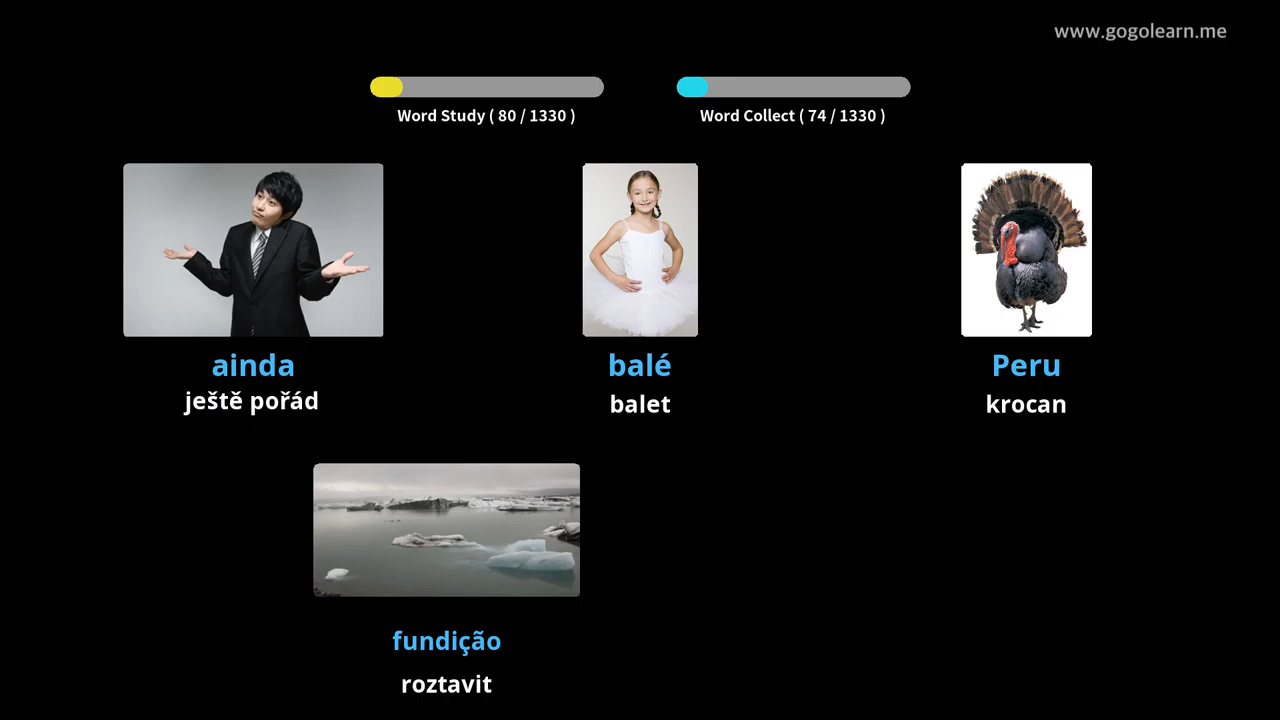 www.gogolearn.me
Word Study ( 80 / 1330 )
Word Collect ( 74 / 1330 )
ainda
ještě pořád
balé
balet
Peru
krocan
fundição
roztavit